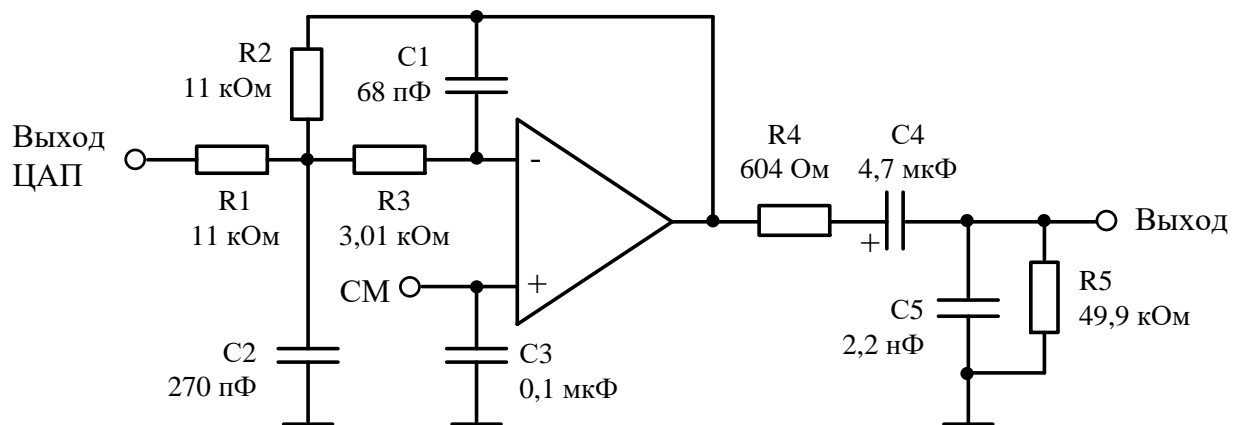 R2
11 кОм
C1
68 пФ
Выход
ЦАП
R1
11 кОм
R3
3,01 кОм
-
+
СМ
R4
604 Ом
C4
4,7 мкФ
+
Выход
C2
270 пФ
C3
0,1 мкФ
C5
2,2 нФ
R5
49,9 кОм